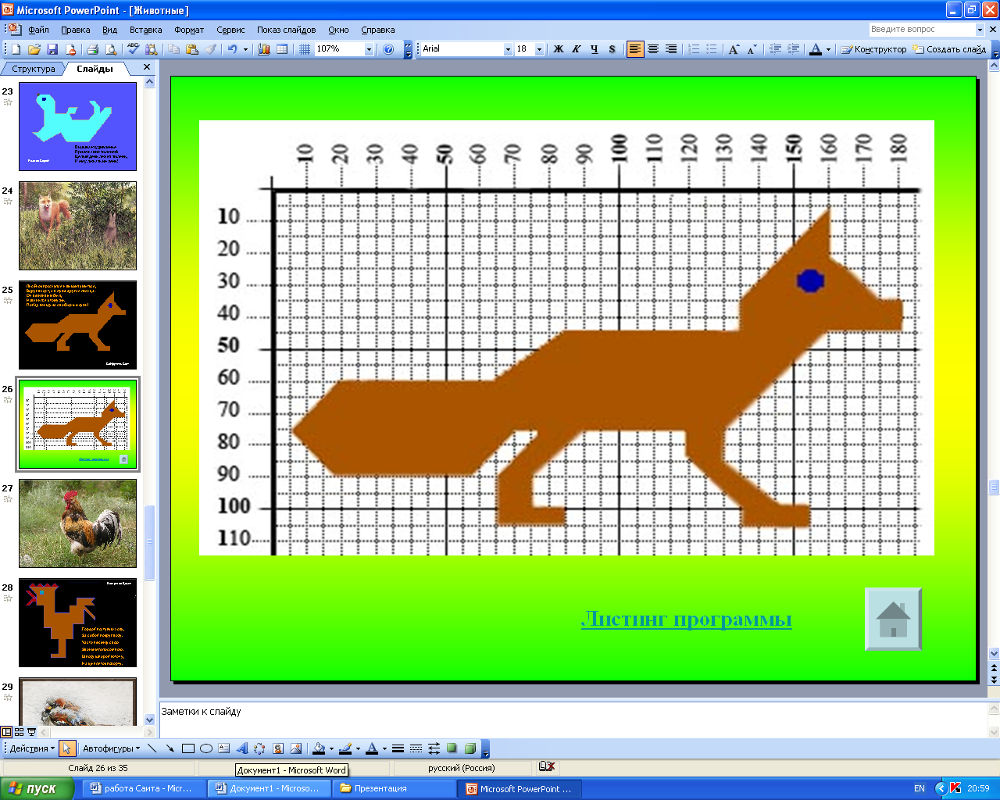 Microsoft PowerPoint - [Животные]
Файл Правка Вид Вставка Формат Сервис Показ слайдов Окно Справка
Введите вопрос
107% Arial 18 Ж К Ч S Конструктор Создать слайд
Структура Слайды
23
24
25
26
27
28
29
10 20 30 40 50 60 70 80 90 100 110 120 130 140 150 160 170 180
10
20
30
40
50
60
70
80
90
100
110
Листинг программы
Заметки к слайду
Действия Автофигуры
Слайд 26 из 35
русский (Россия)
Документ1 - Microsoft Word
пуск
работа Саита - Micr...
Документ1 - Microso...
Презентация
Microsoft PowerPoint ...
EN
20:59